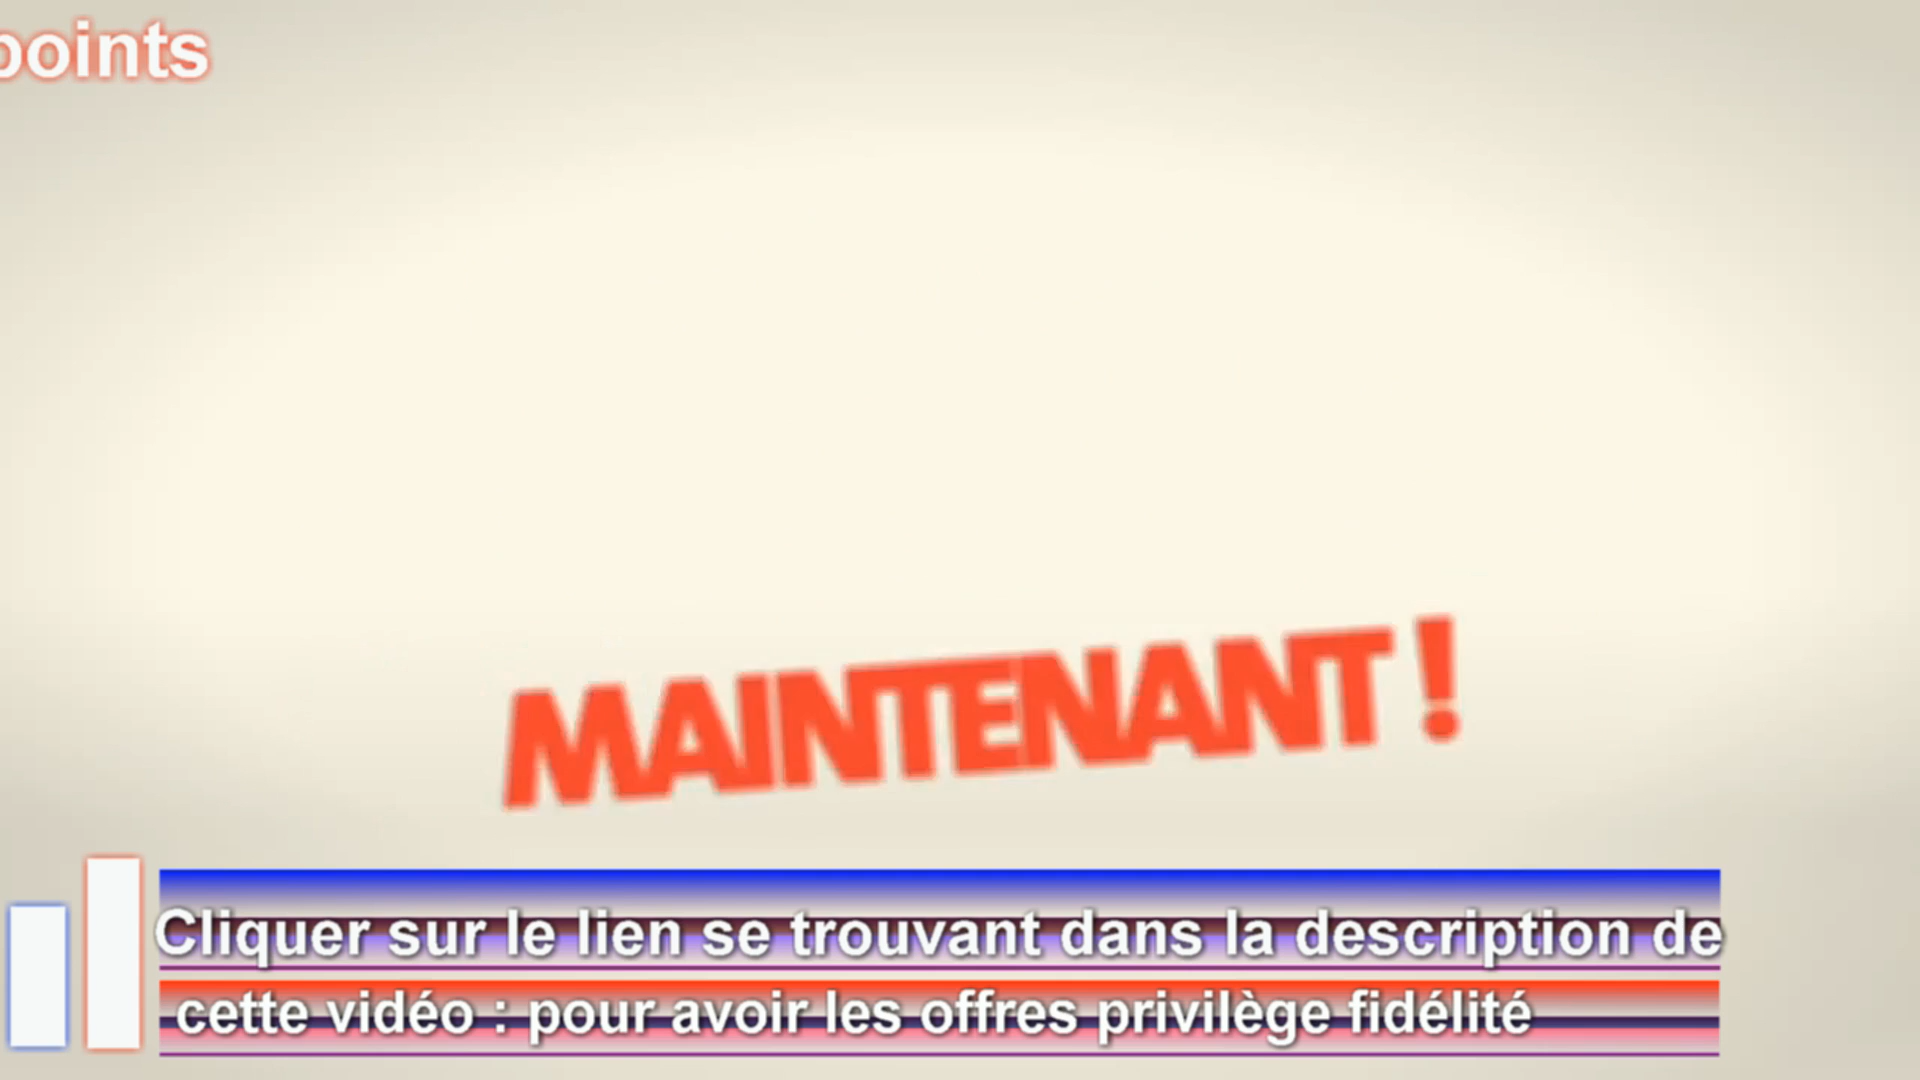 points
MAINTENANT !
Cliquer sur le lien se trouvant dans la description de
cette vidéo : pour avoir les offres privilège fidélité